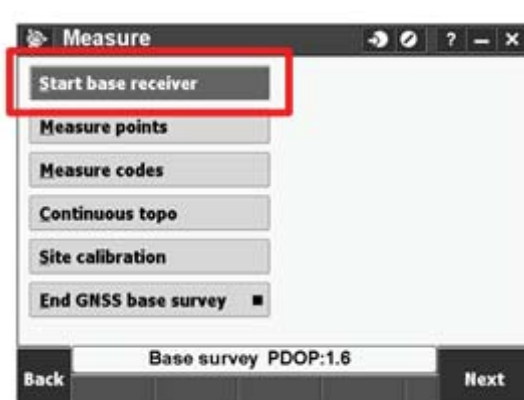 Measure
? – ×
Start base receiver
Measure points
Measure codes
Continuous topo
Site calibration
End GNSS base survey
Base survey PDOP:1.6
Back
Next